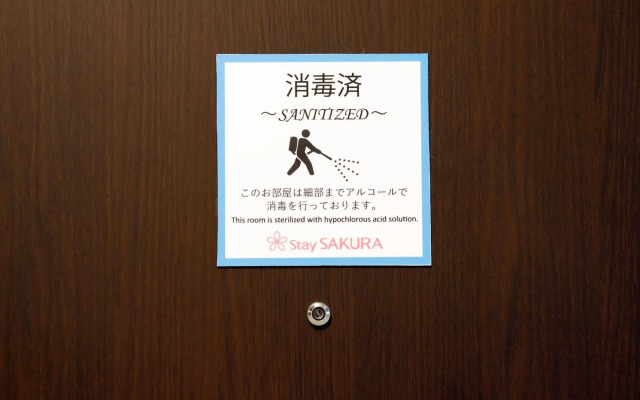 消毒済
～SANITIZED～
このお部屋は細部までアルコールで
消毒を行っております。
This room is sterilized with hypochlorous acid solution.
Stay SAKURA